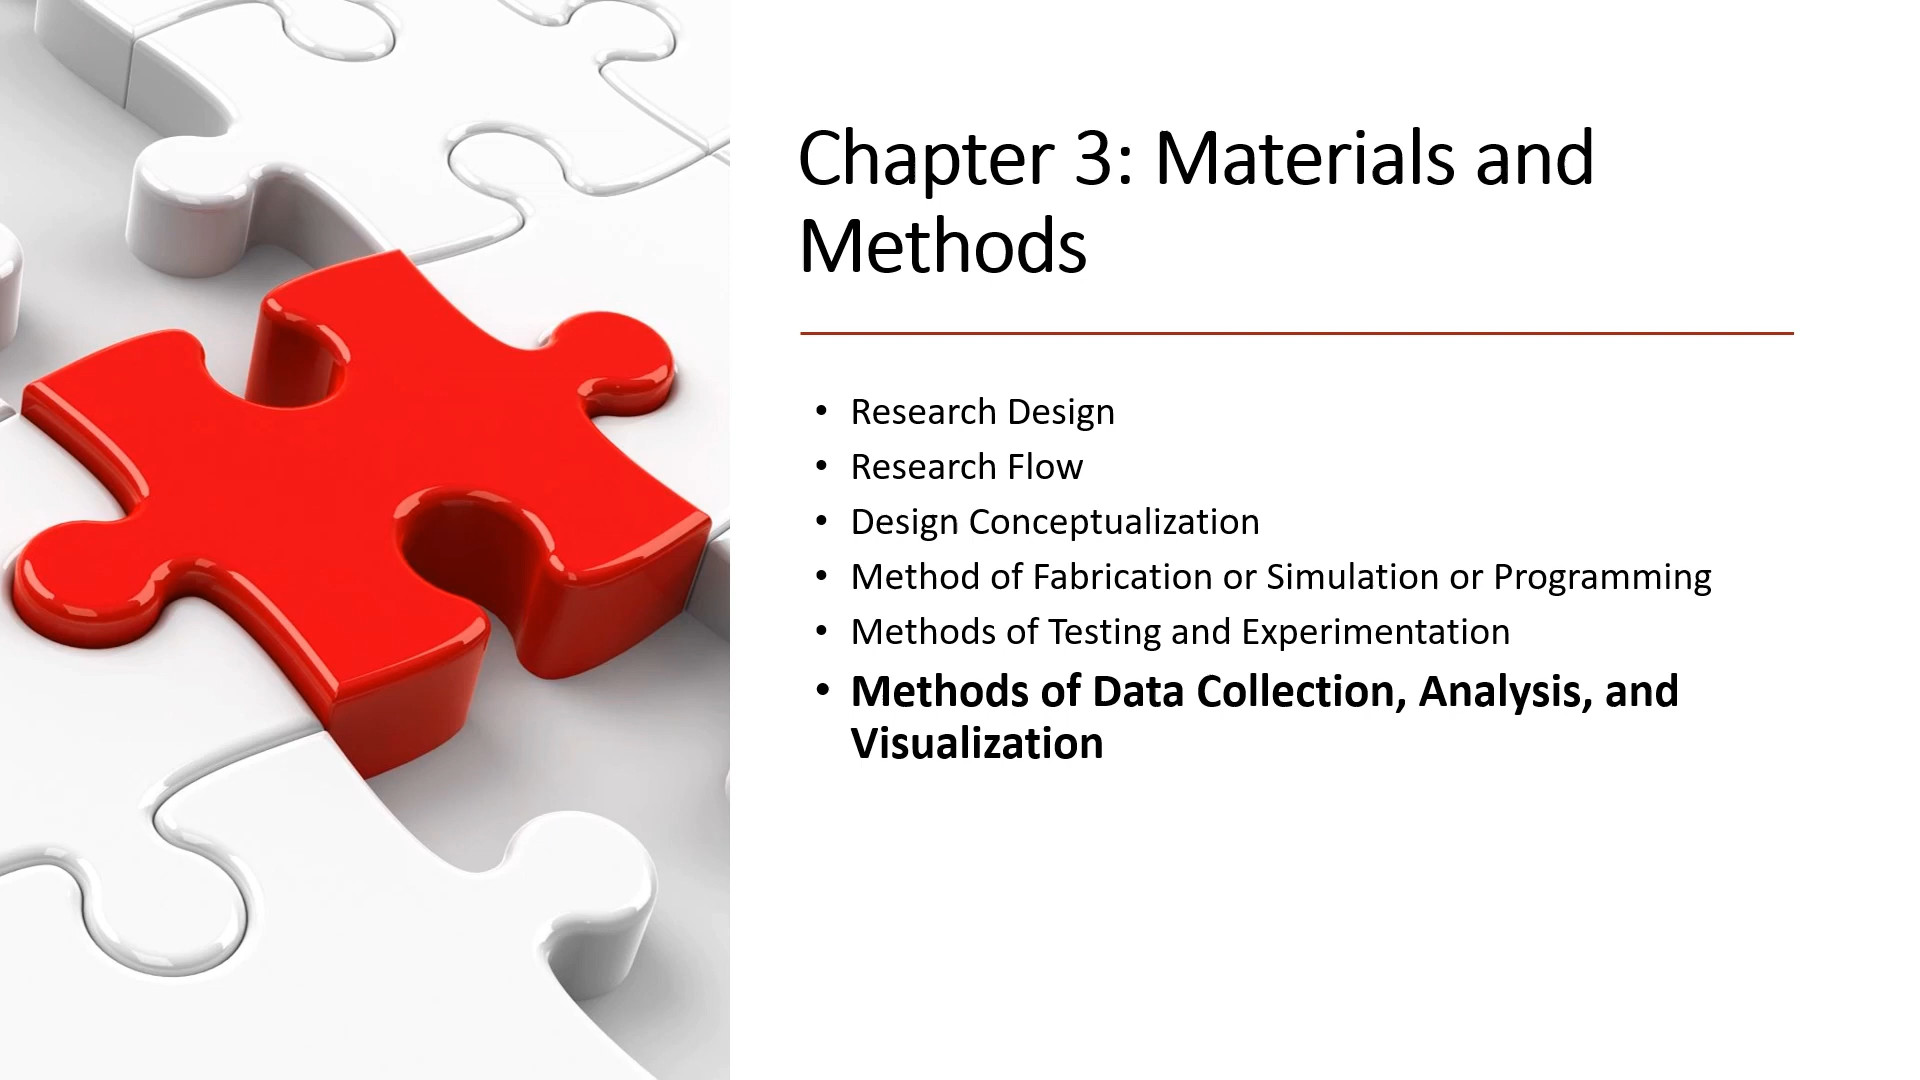 Chapter 3: Materials and
Methods
• Research Design
• Research Flow
• Design Conceptualization
• Method of Fabrication or Simulation or Programming
• Methods of Testing and Experimentation
• Methods of Data Collection, Analysis, and
Visualization